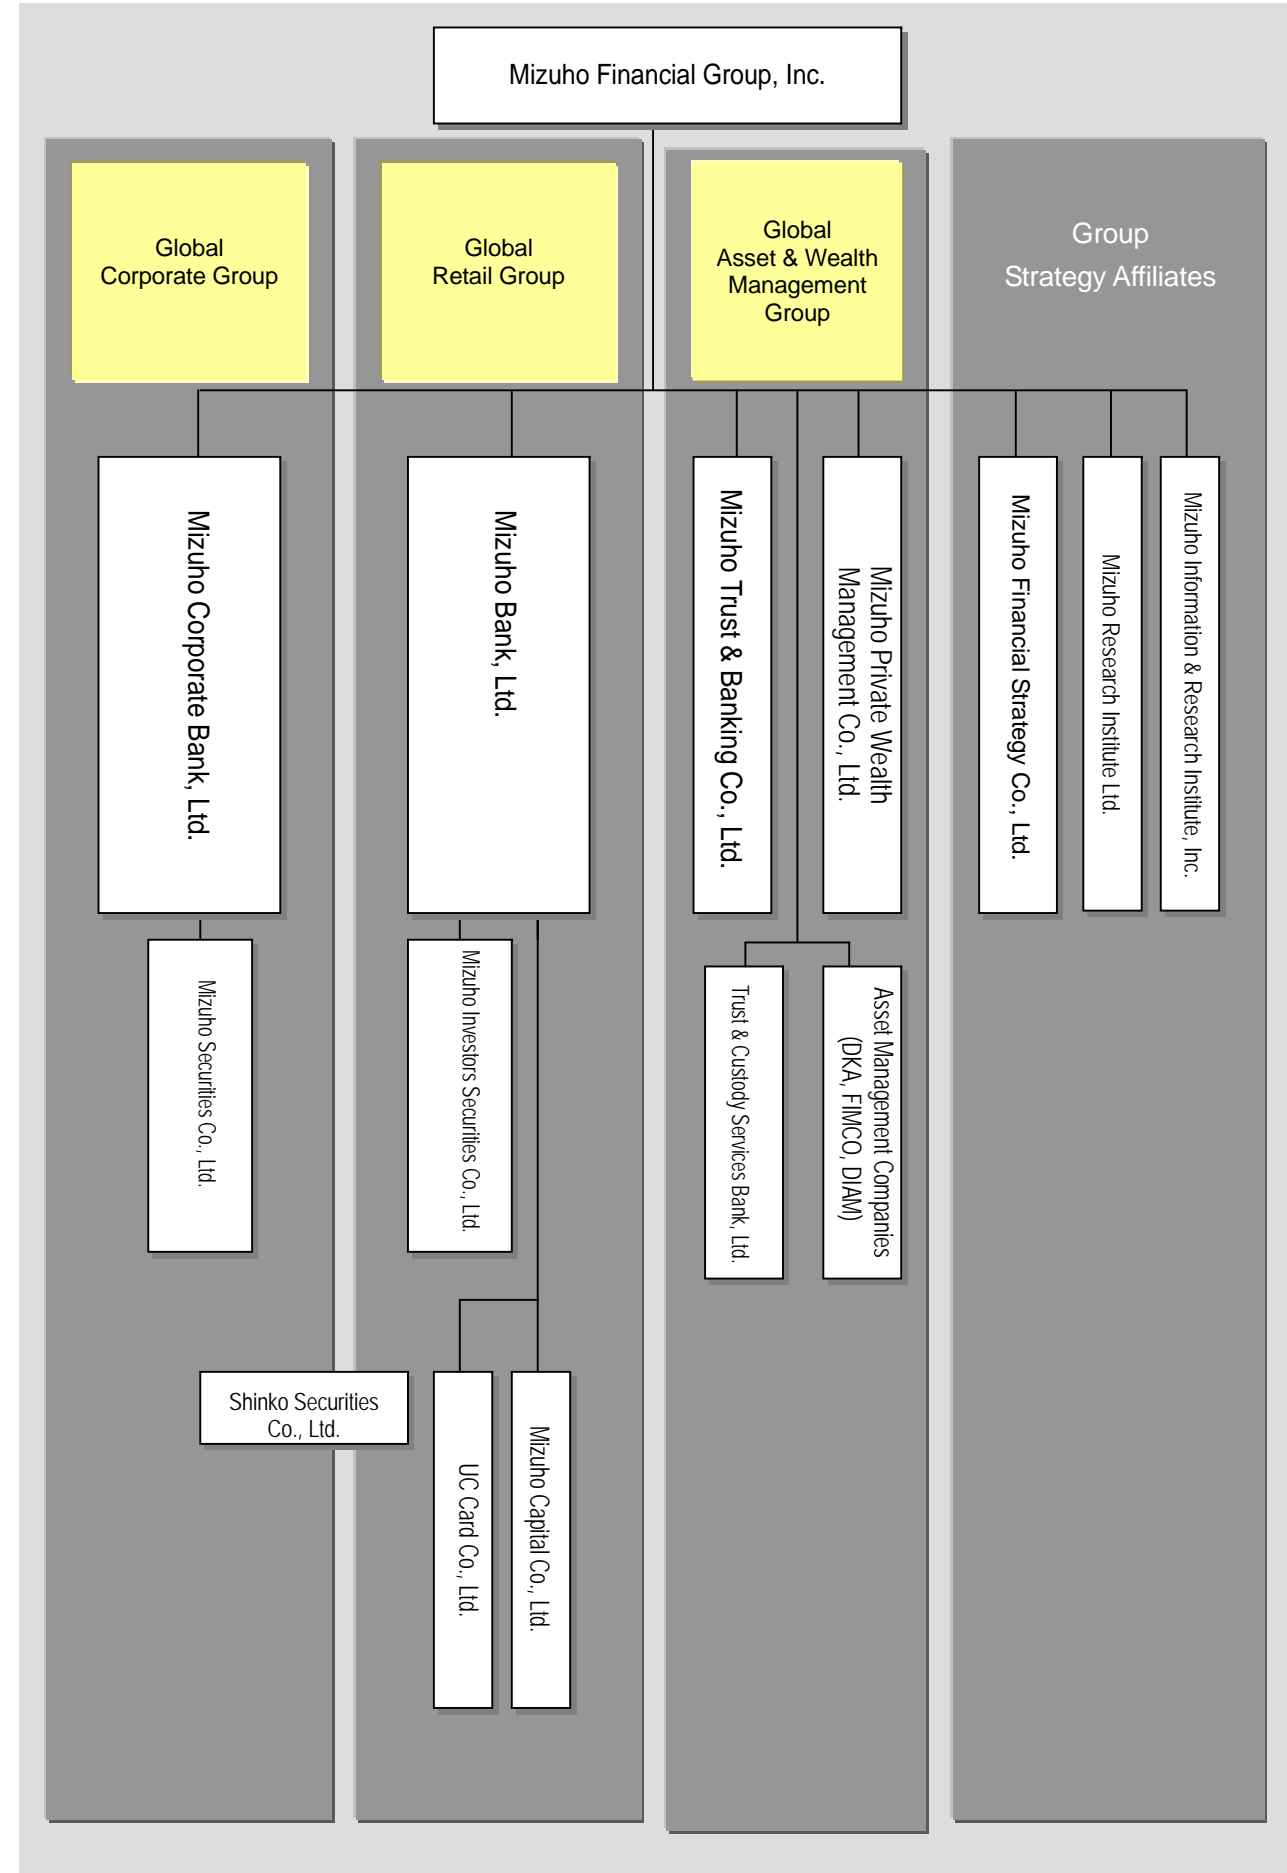 Mizuho Financial Group, Inc.
Global
Corporate Group
Global
Retail Group
Global
Asset & Wealth
Management
Group
Group
Strategy Affiliates
Mizuho Corporate Bank, Ltd.
Mizuho Bank, Ltd.
Mizuho Trust & Banking Co., Ltd.
Mizuho Private Wealth
Management Co., Ltd.
Mizuho Financial Strategy Co., Ltd.
Mizuho Research Institute Ltd.
Mizuho Information & Research Institute, Inc.
Mizuho Securities Co., Ltd.
Mizuho Investors Securities Co., Ltd.
Trust & Custody Services Bank, Ltd.
Asset Management Companies
(DKA, FIMCO, DIAM)
Shinko Securities
Co., Ltd.
UC Card Co., Ltd.
Mizuho Capital Co., Ltd.